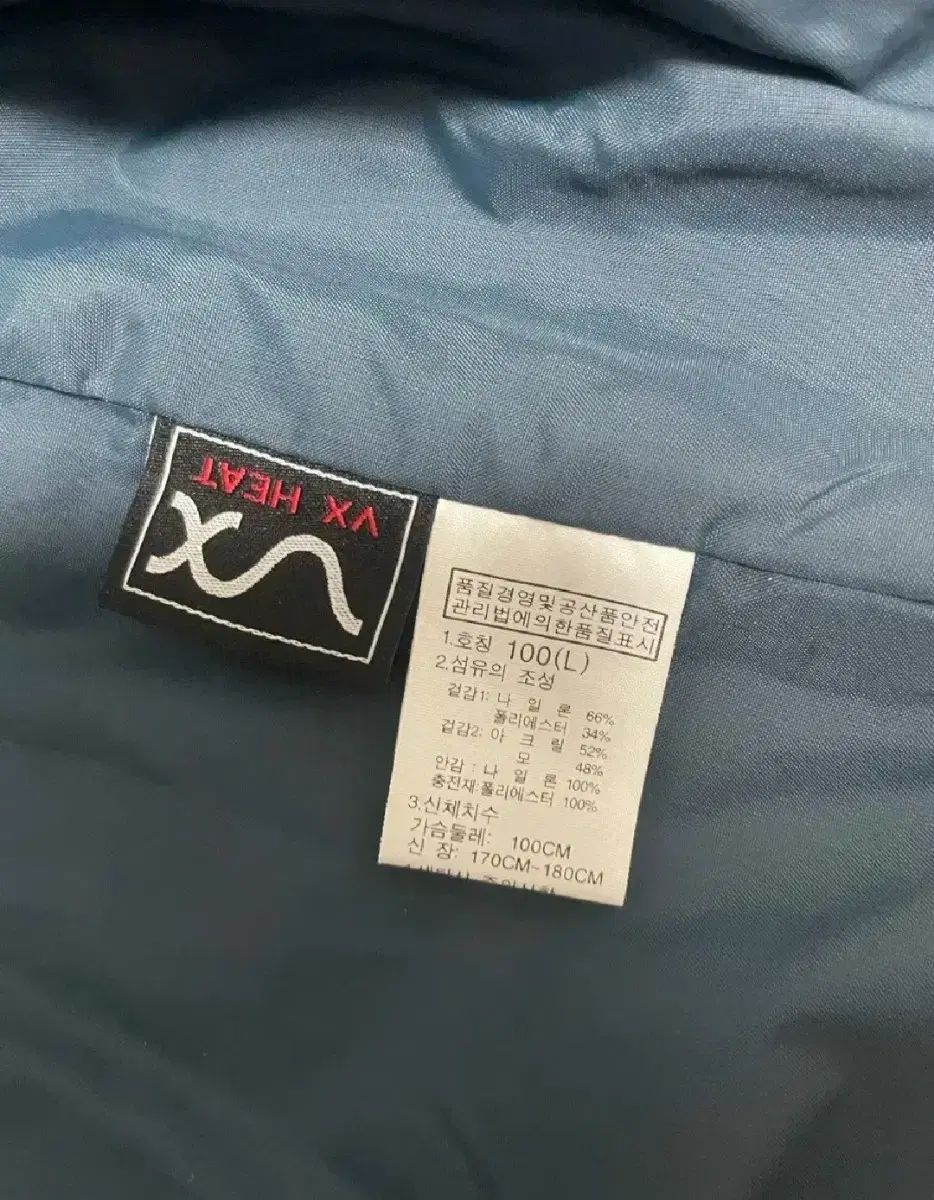 VX HEAT
품질경영및공산품안전
관리법에의한품질표시
1.호칭 100(L)
2.섬유의 조성
겉감1: 나 일 론 66%
폴리에스터 34%
겉감2: 아 크 릴 52%
모 48%
안감 : 나 일 론 100%
충전재:폴리에스터 100%
3.신체치수
가슴둘레: 100CM
신 장: 170CM~180CM